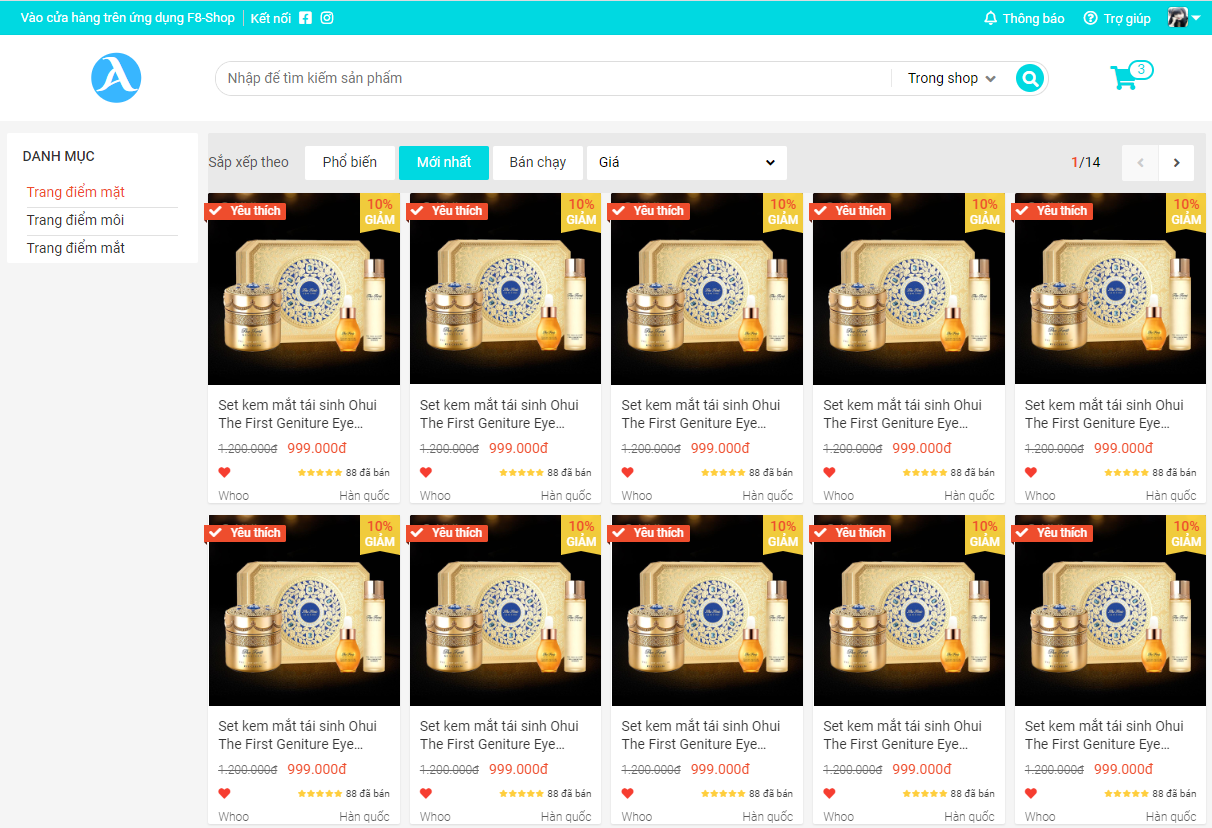 Vào cửa hàng trên ứng dụng F8-Shop Kết nối Thông báo Trợ giúp
Nhập để tìm kiếm sản phẩm Trong shop 3
DANH MỤC
Trang điểm mặt
Trang điểm môi
Trang điểm mắt
Sắp xếp theo Phổ biến Mới nhất Bán chạy Giá 1/14
Yêu thích 10% Yêu thích 10% Yêu thích 10% Yêu thích 10% Yêu thích 10%
GIẢM GIẢM GIẢM GIẢM GIẢM
Set kem mắt tái sinh Ohui Set kem mắt tái sinh Ohui Set kem mắt tái sinh Ohui Set kem mắt tái sinh Ohui Set kem mắt tái sinh Ohui
The First Geniture Eye... The First Geniture Eye... The First Geniture Eye... The First Geniture Eye... The First Geniture Eye...
1.200.000đ 999.000đ 1.200.000đ 999.000đ 1.200.000đ 999.000đ 1.200.000đ 999.000đ 1.200.000đ 999.000đ
88 đã bán 88 đã bán 88 đã bán 88 đã bán 88 đã bán
Whoo Hàn quốc Whoo Hàn quốc Whoo Hàn quốc Whoo Hàn quốc Whoo Hàn quốc
Yêu thích 10% Yêu thích 10% Yêu thích 10% Yêu thích 10% Yêu thích 10%
GIẢM GIẢM GIẢM GIẢM GIẢM
Set kem mắt tái sinh Ohui Set kem mắt tái sinh Ohui Set kem mắt tái sinh Ohui Set kem mắt tái sinh Ohui Set kem mắt tái sinh Ohui
The First Geniture Eye... The First Geniture Eye... The First Geniture Eye... The First Geniture Eye... The First Geniture Eye...
1.200.000đ 999.000đ 1.200.000đ 999.000đ 1.200.000đ 999.000đ 1.200.000đ 999.000đ 1.200.000đ 999.000đ
88 đã bán 88 đã bán 88 đã bán 88 đã bán 88 đã bán
Whoo Hàn quốc Whoo Hàn quốc Whoo Hàn quốc Whoo Hàn quốc Whoo Hàn quốc